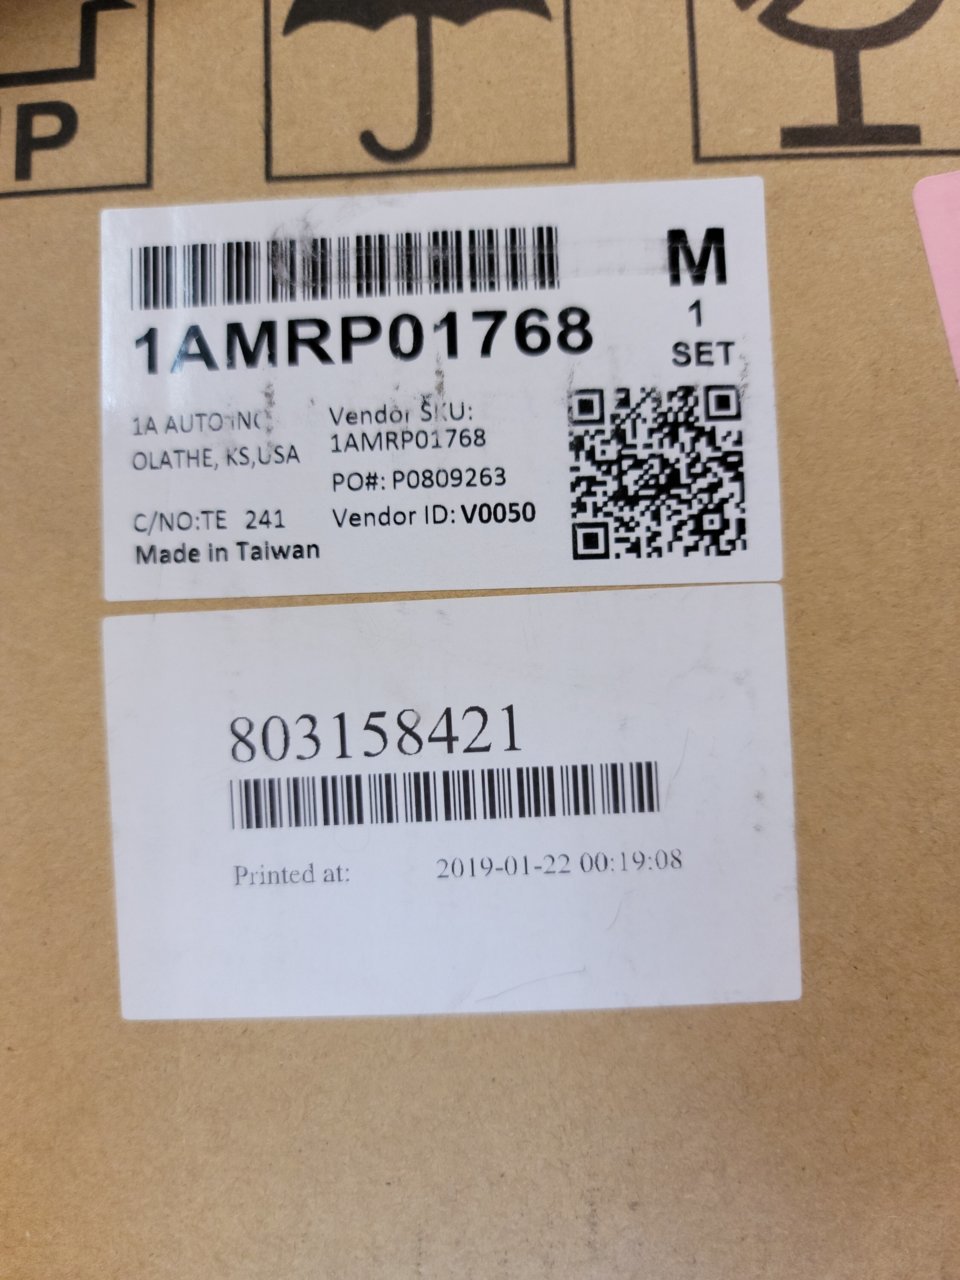 UP
1AMRP01768
M
1
SET
1A AUTO INC,
OLATHE, KS,USA
Vendor SKU:
1AMRP01768
PO#: P0809263
C/NO:TE 241
Vendor ID: V0050
Made in Taiwan
803158421
Printed at: 2019-01-22 00:19:08